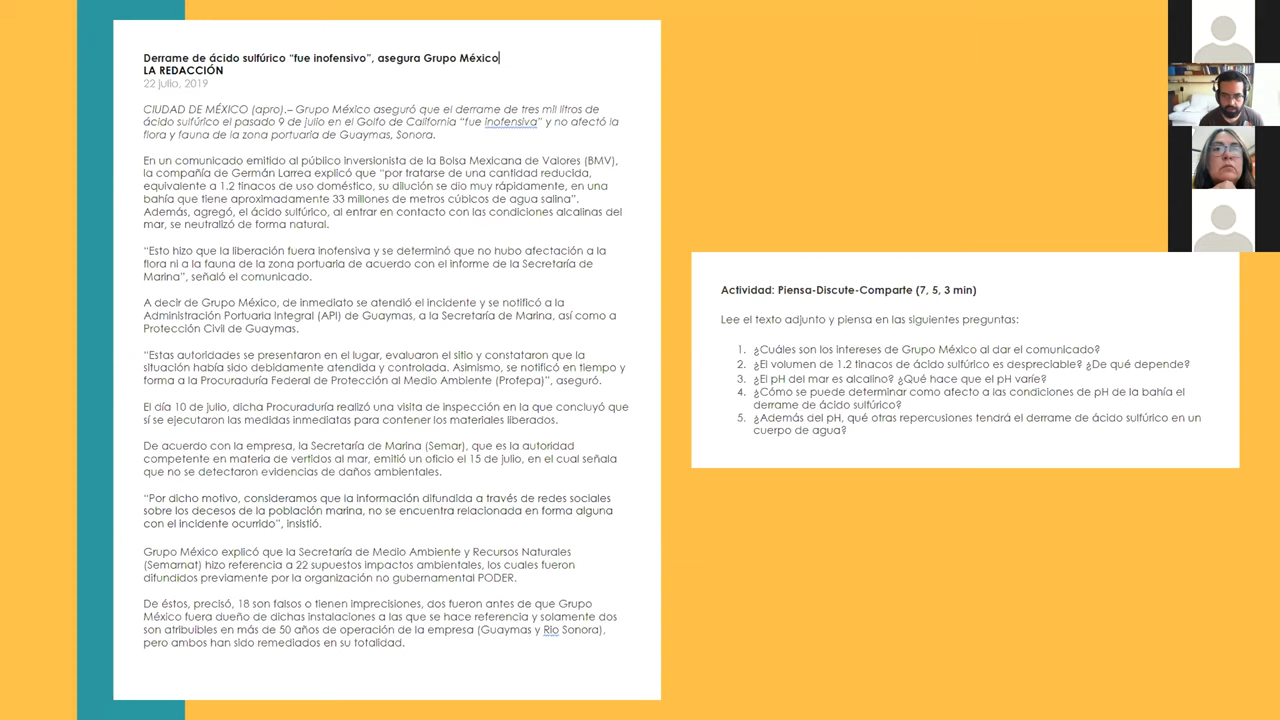 Derrame de ácido sulfúrico “fue inofensivo”, asegura Grupo México
LA REDACCIÓN
22 julio, 2019
CIUDAD DE MÉXICO (apro).– Grupo México aseguró que el derrame de tres mil litros de
ácido sulfúrico el pasado 9 de julio en el Golfo de California “fue inofensiva” y no afectó la
flora y fauna de la zona portuaria de Guaymas, Sonora.
En un comunicado emitido al público inversionista de la Bolsa Mexicana de Valores (BMV),
la compañía de Germán Larrea explicó que “por tratarse de una cantidad reducida,
equivalente a 1.2 tinacos de uso doméstico, su dilución se dio muy rápidamente, en una
bahía que tiene aproximadamente 33 millones de metros cúbicos de agua salina”.
Además, agregó, el ácido sulfúrico, al entrar en contacto con las condiciones alcalinas del
mar, se neutralizó de forma natural.
“Esto hizo que la liberación fuera inofensiva y se determinó que no hubo afectación a la
flora ni a la fauna de la zona portuaria de acuerdo con el informe de la Secretaría de
Marina”, señaló el comunicado.
A decir de Grupo México, de inmediato se atendió el incidente y se notificó a la
Administración Portuaria Integral (API) de Guaymas, a la Secretaría de Marina, así como a
Protección Civil de Guaymas.
“Estas autoridades se presentaron en el lugar, evaluaron el sitio y constataron que la
situación había sido debidamente atendida y controlada. Asimismo, se notificó en tiempo y
forma a la Procuraduría Federal de Protección al Medio Ambiente (Profepa)”, aseguró.
El día 10 de julio, dicha Procuraduría realizó una visita de inspección en la que concluyó que
sí se ejecutaron las medidas inmediatas para contener los materiales liberados.
De acuerdo con la empresa, la Secretaría de Marina (Semar), que es la autoridad
competente en materia de vertidos al mar, emitió un oficio el 15 de julio, en el cual señala
que no se detectaron evidencias de daños ambientales.
“Por dicho motivo, consideramos que la información difundida a través de redes sociales
sobre los decesos de la población marina, no se encuentra relacionada en forma alguna
con el incidente ocurrido”, insistió.
Grupo México explicó que la Secretaría de Medio Ambiente y Recursos Naturales
(Semarnat) hizo referencia a 22 supuestos impactos ambientales, los cuales fueron
difundidos previamente por la organización no gubernamental PODER.
De éstos, precisó, 18 son falsos o tienen imprecisiones, dos fueron antes de que Grupo
México fuera dueño de dichas instalaciones a las que se hace referencia y solamente dos
son atribuibles en más de 50 años de operación de la empresa (Guaymas y Rio Sonora),
pero ambos han sido remediados en su totalidad.
Actividad: Piensa-Discute-Comparte (7, 5, 3 min)
Lee el texto adjunto y piensa en las siguientes preguntas:
1. ¿Cuáles son los intereses de Grupo México al dar el comunicado?
2. ¿El volumen de 1.2 tinacos de ácido sulfúrico es despreciable? ¿De qué depende?
3. ¿El pH del mar es alcalino? ¿Qué hace que el pH varíe?
4. ¿Cómo se puede determinar como afecto a las condiciones de pH de la bahía el
derrame de ácido sulfúrico?
5. ¿Además del pH, qué otras repercusiones tendrá el derrame de ácido sulfúrico en un
cuerpo de agua?